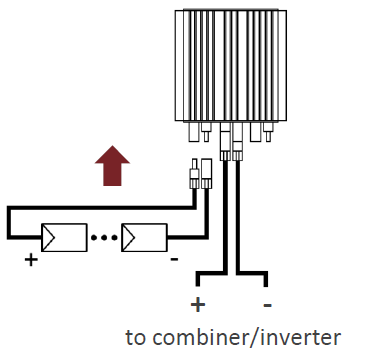 + -
+ -
to combiner/inverter